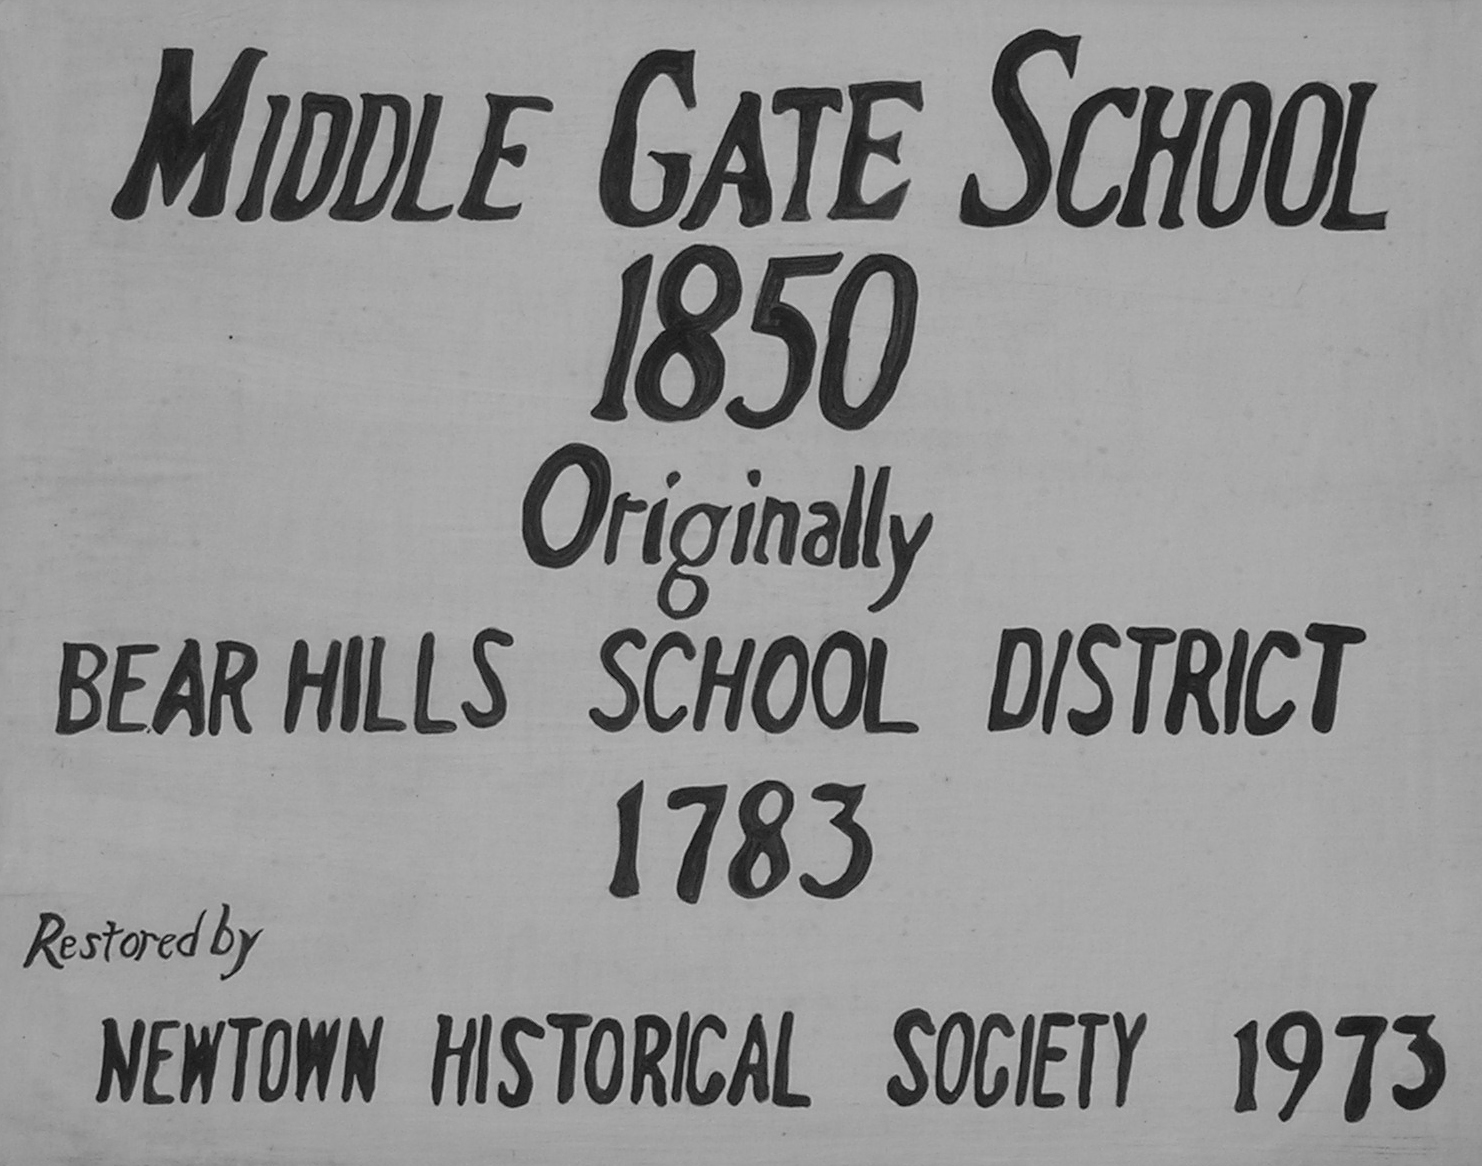 MIDDLE GATE SCHOOL
1850
Originally
BEAR HILLS SCHOOL DISTRICT
1783
Restored by
NEWTOWN HISTORICAL SOCIETY 1973